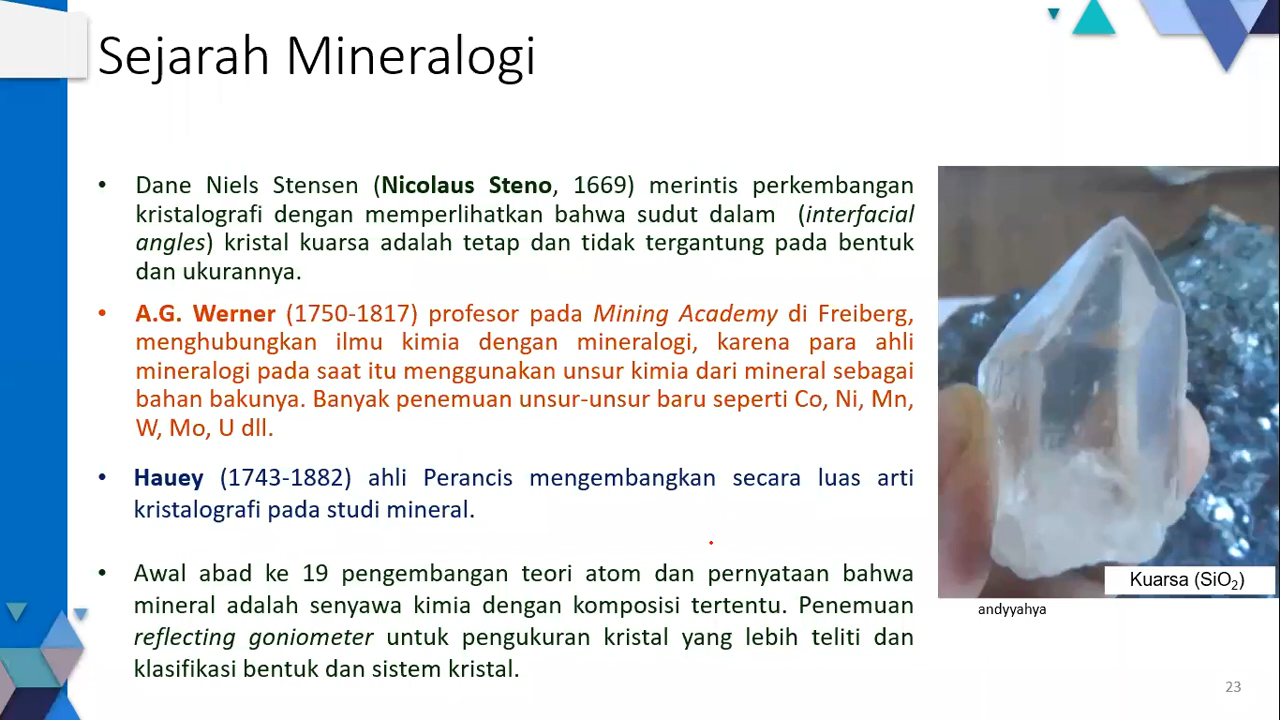 Sejarah Mineralogi
• Dane Niels Stensen (Nicolaus Steno, 1669) merintis perkembangan
kristalografi dengan memperlihatkan bahwa sudut dalam (interfacial
angles) kristal kuarsa adalah tetap dan tidak tergantung pada bentuk
dan ukurannya.
• A.G. Werner (1750-1817) profesor pada Mining Academy di Freiberg,
menghubungkan ilmu kimia dengan mineralogi, karena para ahli
mineralogi pada saat itu menggunakan unsur kimia dari mineral sebagai
bahan bakunya. Banyak penemuan unsur-unsur baru seperti Co, Ni, Mn,
W, Mo, U dll.
• Hauey (1743-1882) ahli Perancis mengembangkan secara luas arti
kristalografi pada studi mineral.
• Awal abad ke 19 pengembangan teori atom dan pernyataan bahwa
mineral adalah senyawa kimia dengan komposisi tertentu. Penemuan
reflecting goniometer untuk pengukuran kristal yang lebih teliti dan
klasifikasi bentuk dan sistem kristal.
Kuarsa (SiO₂)
andyyahya
23